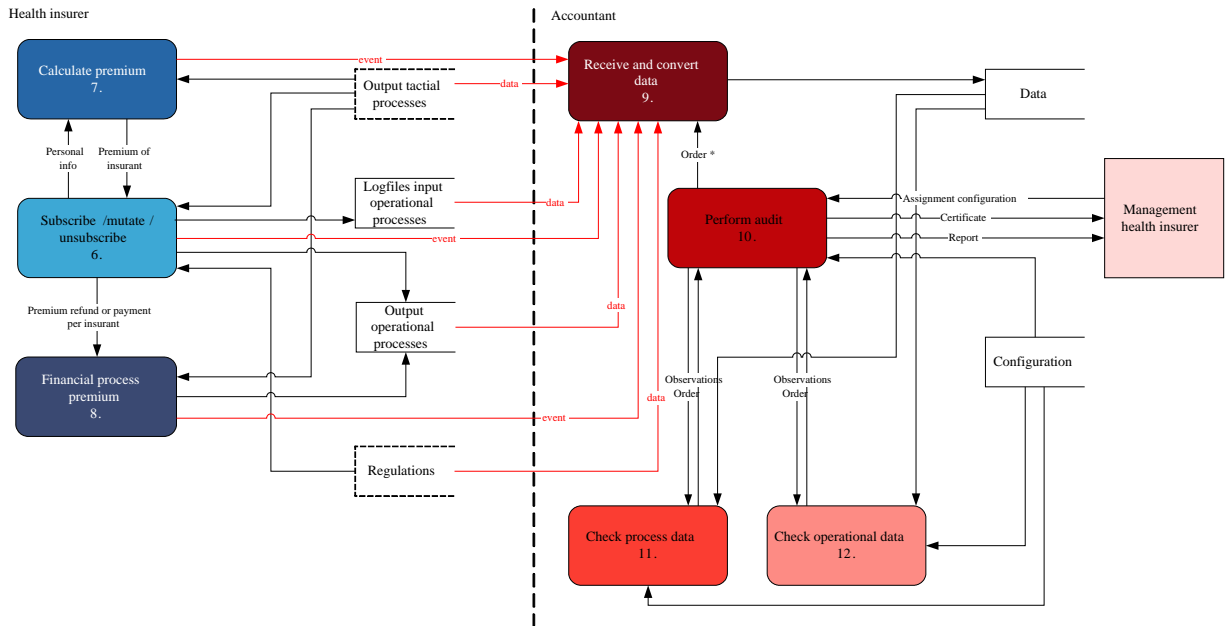 Health insurer
Accountant
Calculate premium
7.
event
Receive and convert
data
9.
Output tactial
processes
data
Data
Personal
info
Premium of
insurant
Order *
Logfiles input
operational
processes
data
Subscribe /mutate /
unsubscribe
6.
event
Perform audit
10.
Assignment configuration
Certificate
Report
Management
health insurer
Premium refund or payment
per insurant
Output
operational
processes
data
Configuration
Financial process
premium
8.
event
data
Observations
Order
Observations
Order
Regulations
Check process data
11.
Check operational data
12.